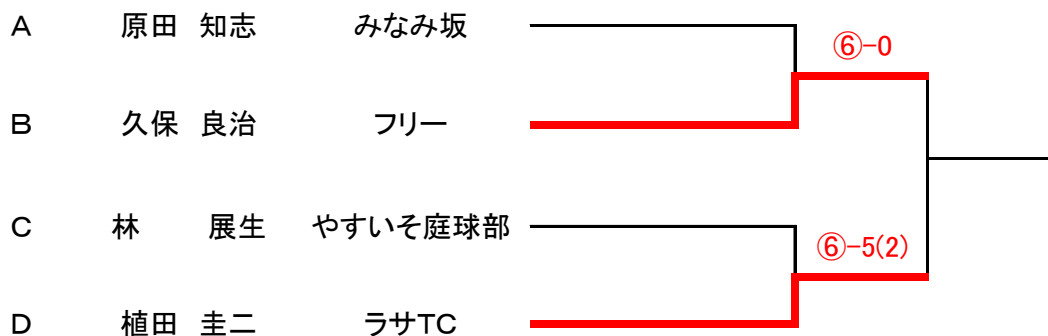 A 原田 知志 みなみ坂
⑥-0
B 久保 良治 フリー
C 林 展生 やすいそ庭球部
⑥-5(2)
D 植田 圭二 ラサTC